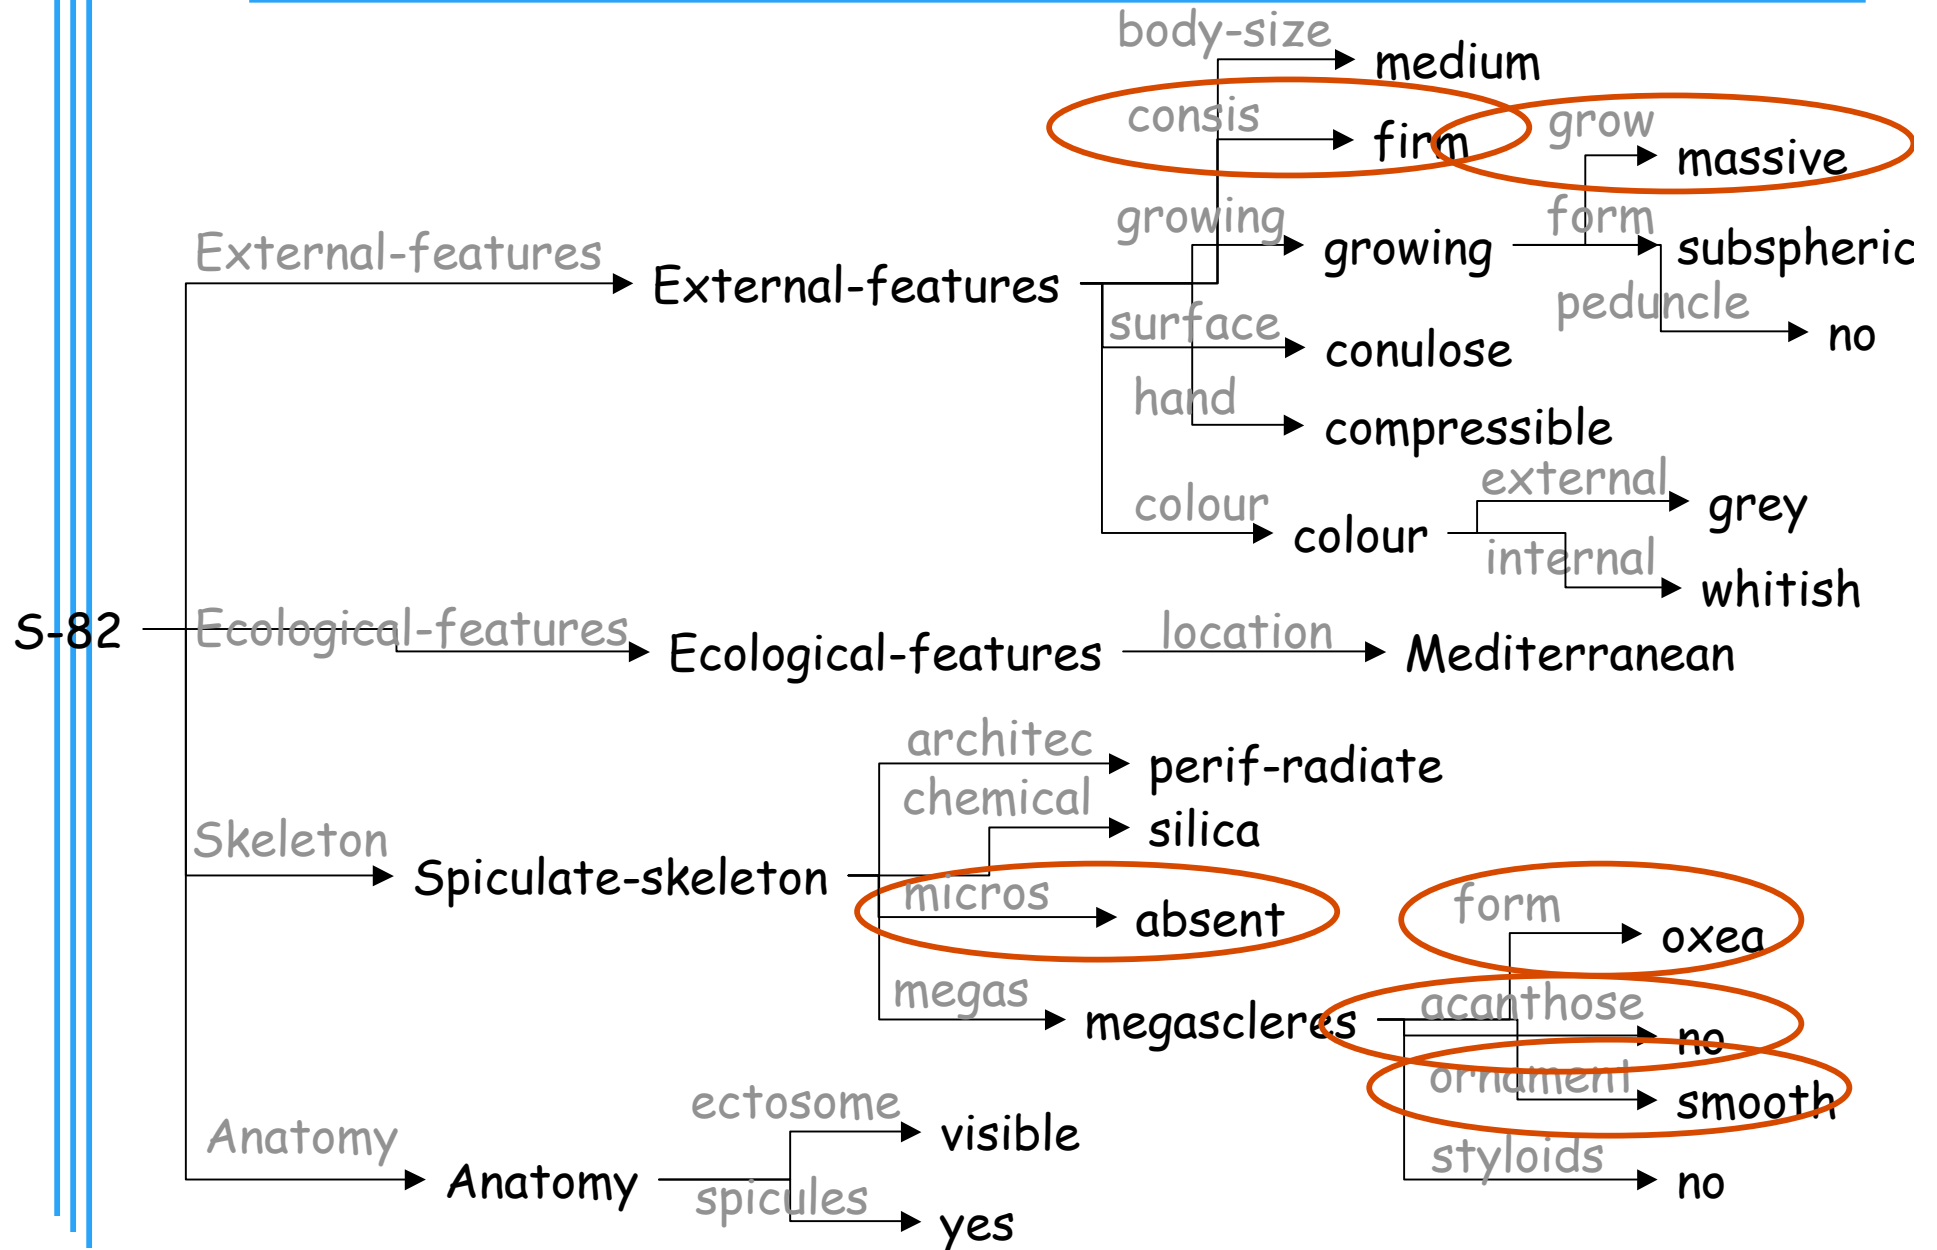 body-size
medium
consis
firm
grow
massive
growing
growing
form
subspheric
External-features
External-features
surface
conulose
peduncle
no
hand
compressible
external
grey
colour
colour
internal
whitish
S-82
Ecological-features
Ecological-features
location
Mediterranean
architec
perif-radiate
chemical
silica
Skeleton
Spiculate-skeleton
micros
absent
form
oxea
megas
megascleres
acanthose
no
ornament
smooth
ectosome
visible
Anatomy
Anatomy
styloids
no
spicules
yes